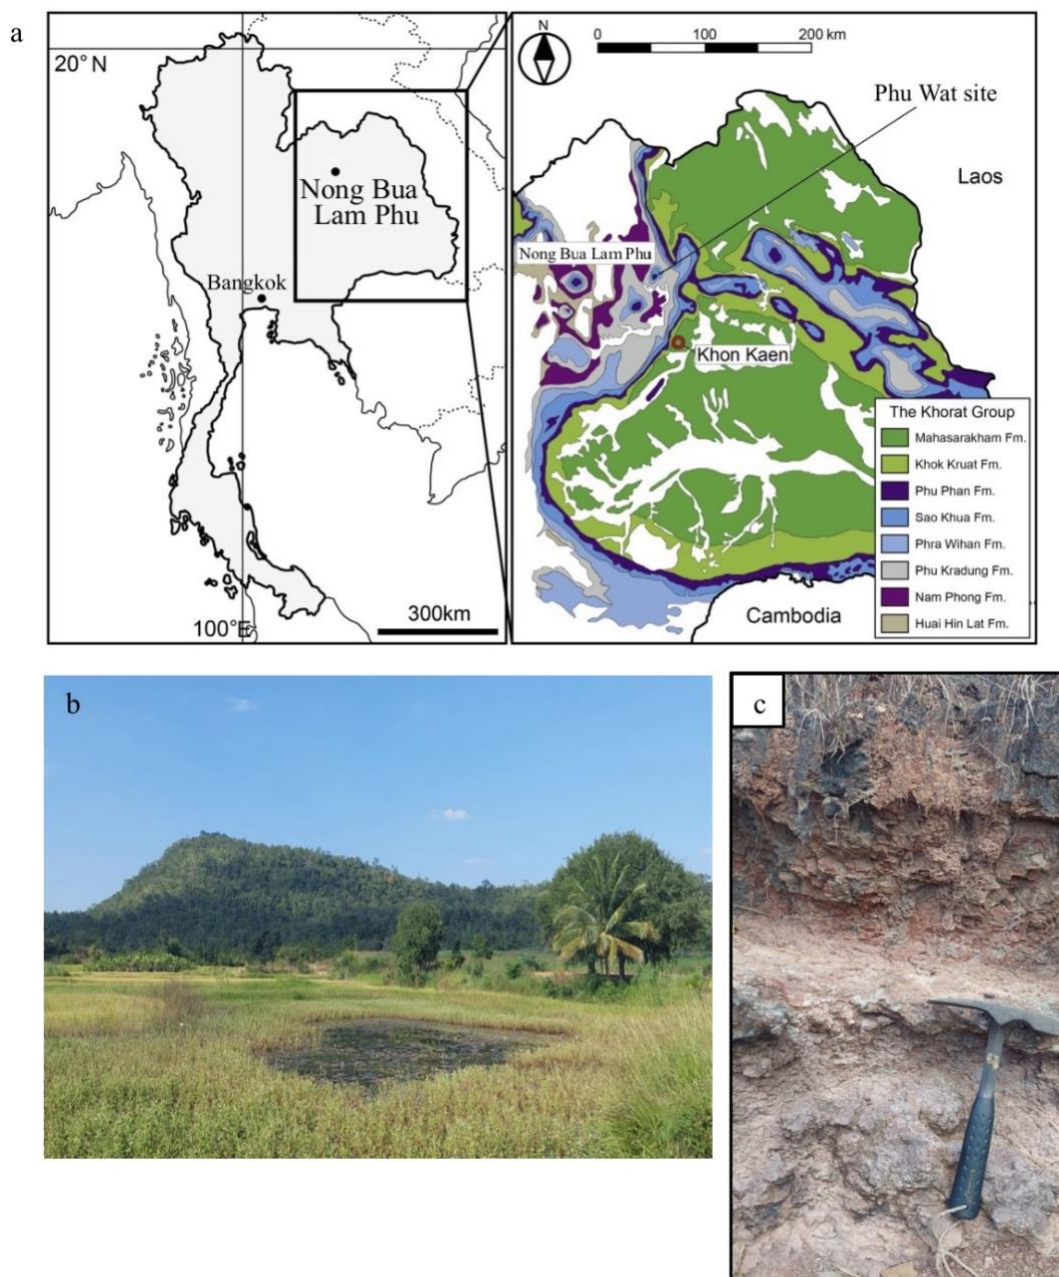 a
20° N
Nong Bua
Lam Phu
Bangkok
100°E
300km
N
0 100 200 km
Phu Wat site
Laos
Nong Bua Lam Phu
Khon Kaen
Cambodia
The Khorat Group
Mahasarakham Fm.
Khok Kruat Fm.
Phu Phan Fm.
Sao Khua Fm.
Phra Wihan Fm.
Phu Kradung Fm.
Nam Phong Fm.
Huai Hin Lat Fm.
b
c